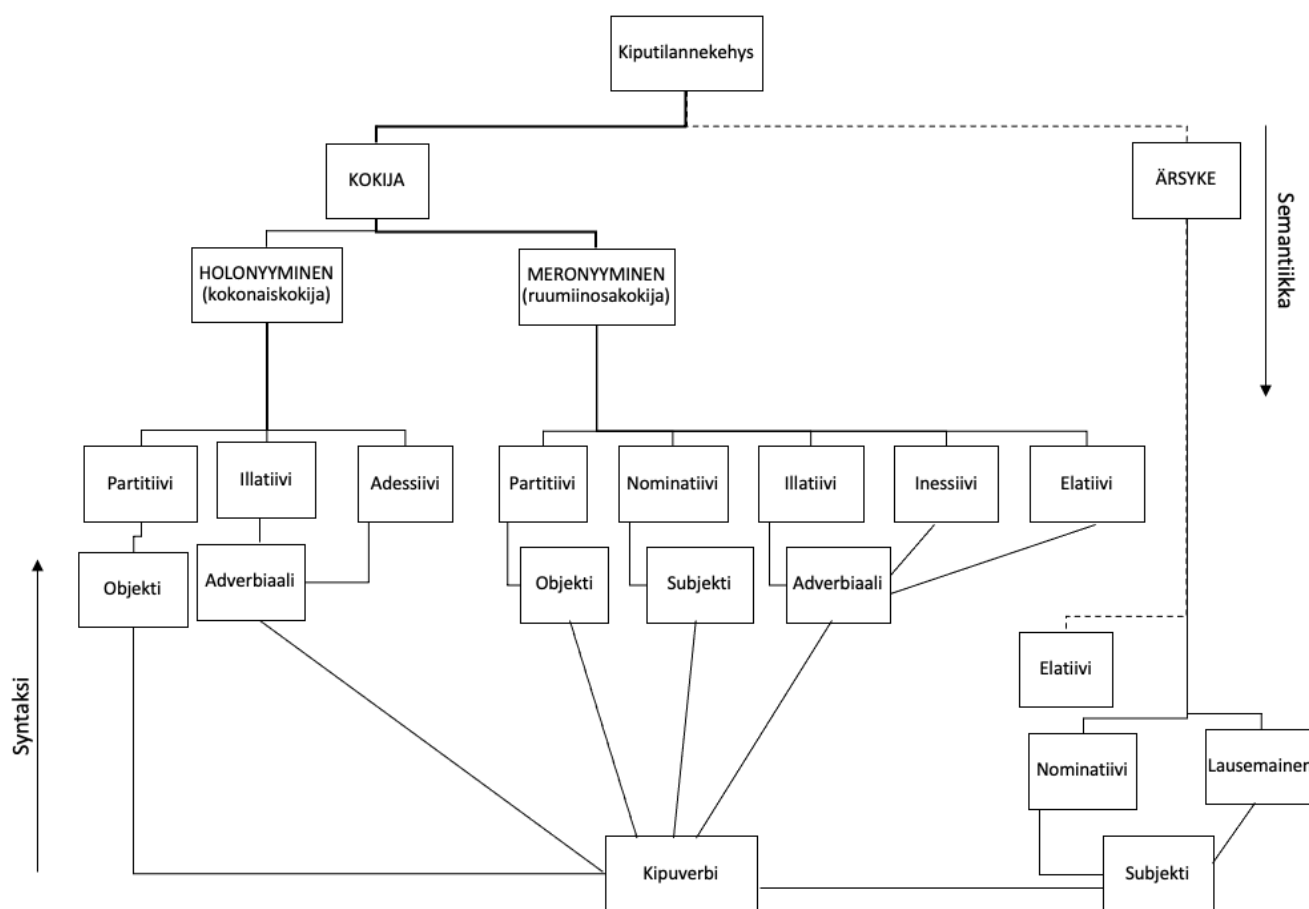 Kiputilannekehys
KOKIJA
ÄRSYKE
Semantiikka
HOLONYYMINEN
(kokonaiskokija)
MERONYYMINEN
(ruumiinosakokija)
Partitiivi
Illatiivi
Adessiivi
Partitiivi
Nominatiivi
Illatiivi
Inessiivi
Elatiivi
Objekti
Adverbiaali
Objekti
Subjekti
Adverbiaali
Syntaksi
Elatiivi
Nominatiivi
Lausemainen
Kipuverbi
Subjekti